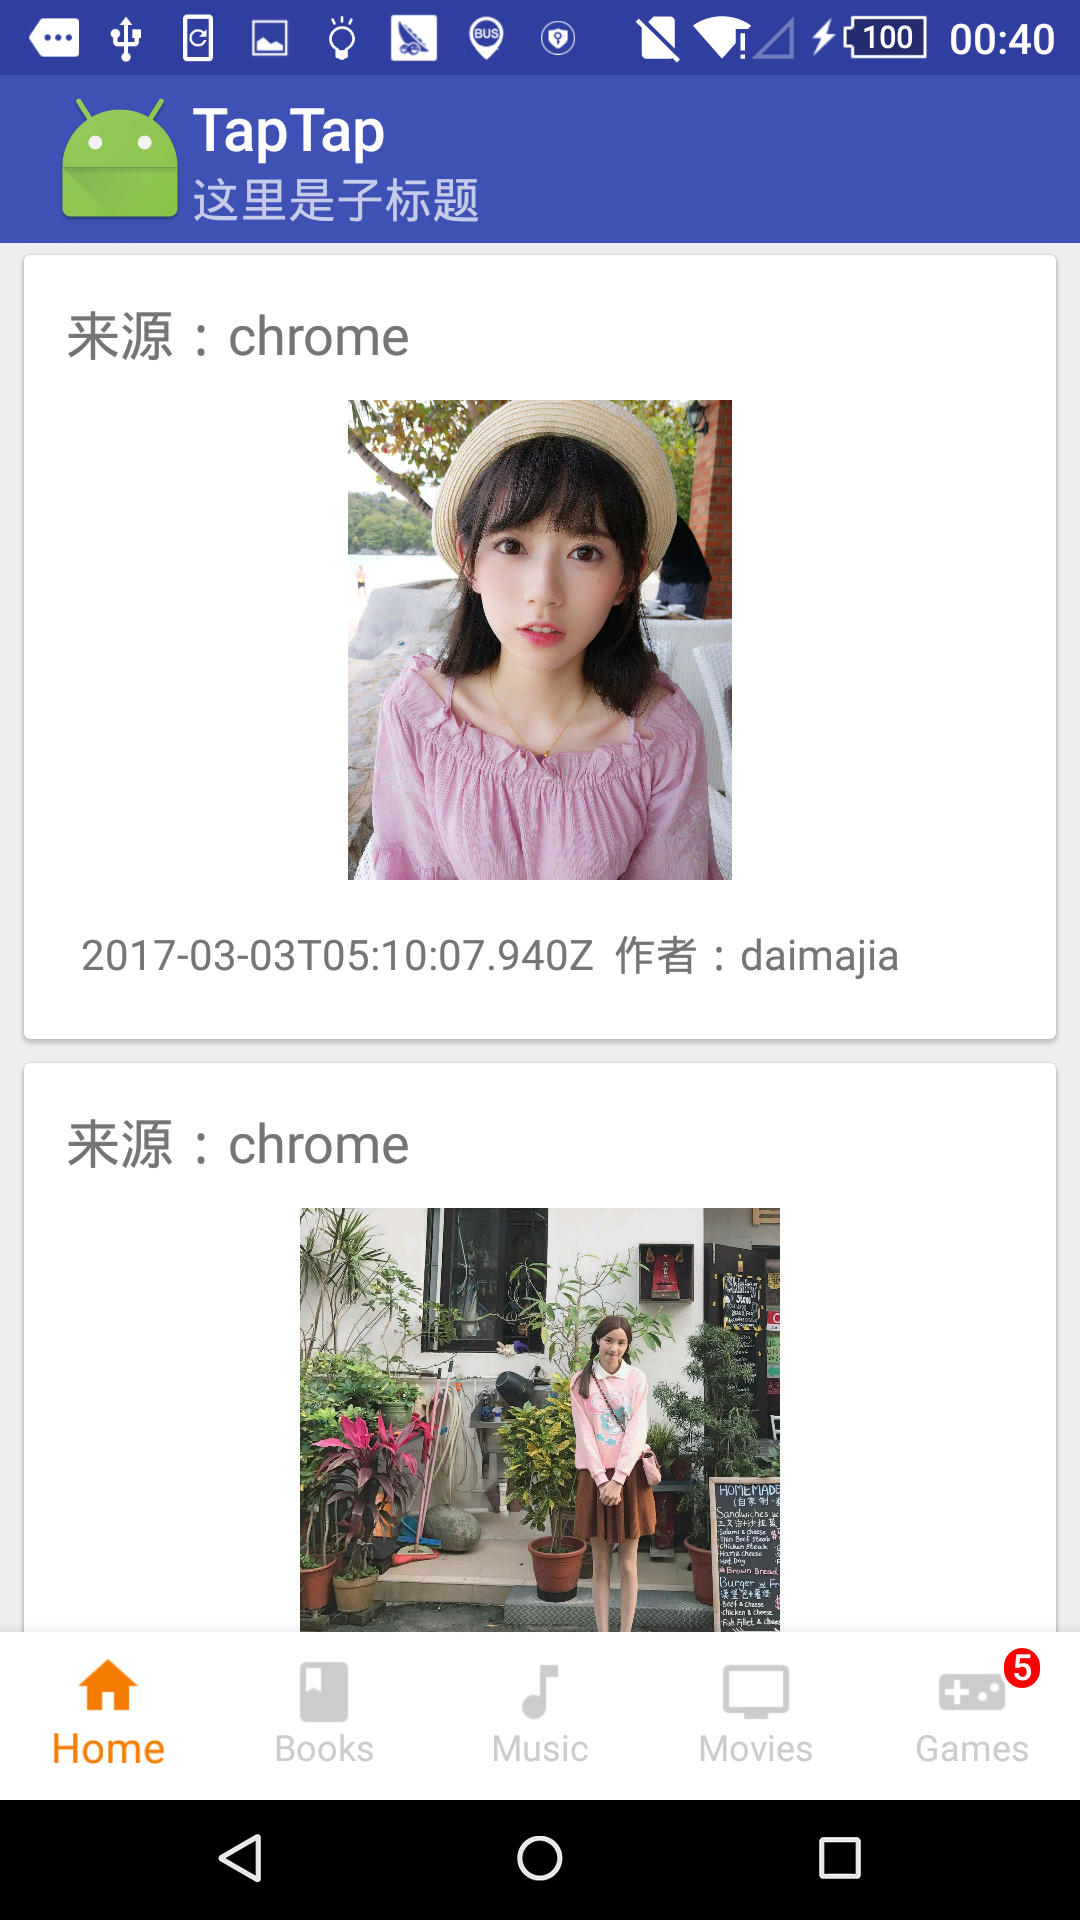 BUS
100
00:40
TapTap
这里是子标题
来源：chrome
2017-03-03T05:10:07.940Z 作者：daimajia
来源：chrome
HOMEMADE
Sandwiches
Burger
Home
Books
Music
Movies
Games
5